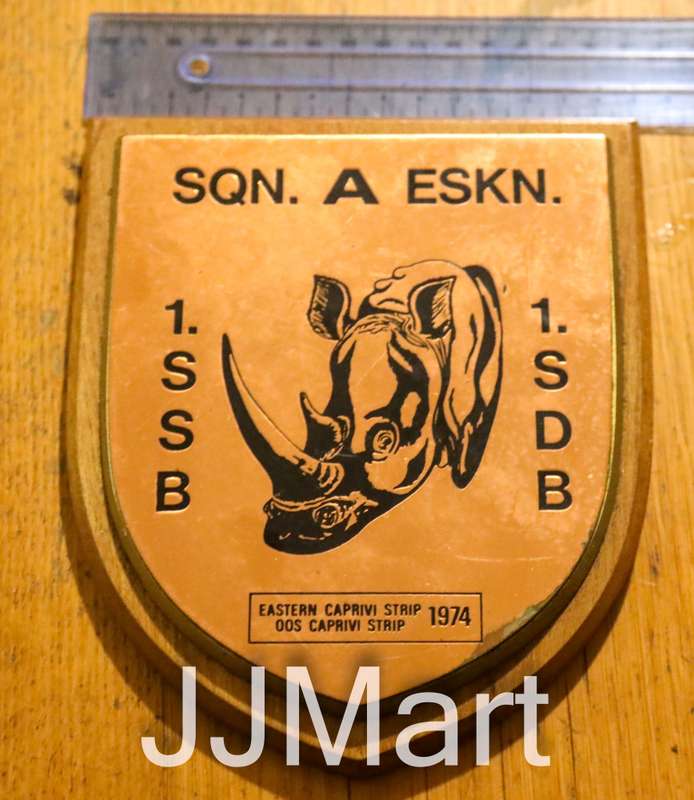 SQN. A ESKN.
1.
S
S
B
1.
S
D
B
EASTERN CAPRIVI STRIP 1974
OOS CAPRIVI STRIP
JJMart